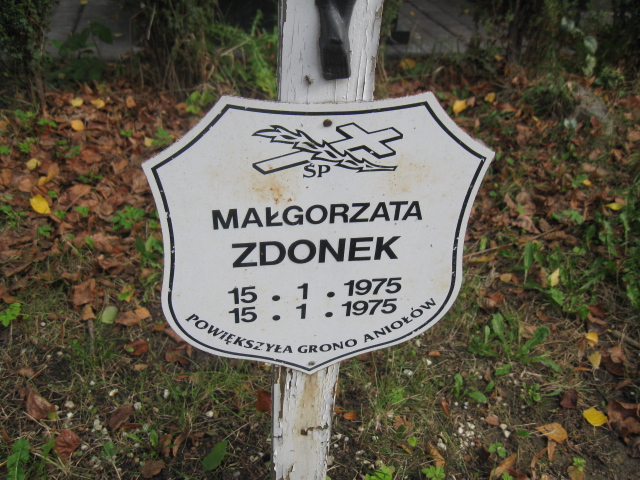 ŚP
MAŁGORZATA
ZDONEK
15 . 1 . 1975
15 . 1 . 1975
POWIĘKSZYŁA GRONO ANIOŁÓW